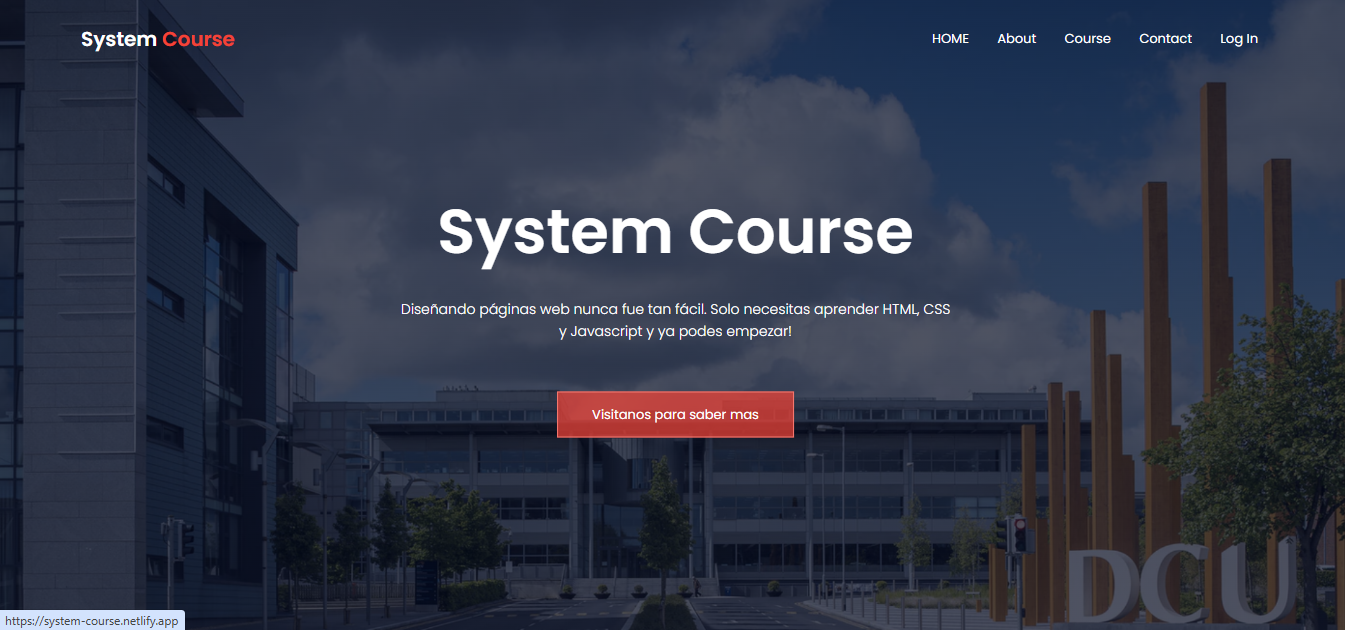 System Course
HOME About Course Contact Log In
System Course
Diseñando páginas web nunca fue tan fácil. Solo necesitas aprender HTML, CSS
y Javascript y ya podes empezar!
Visitanos para saber mas
DCU
https://system-course.netlify.app